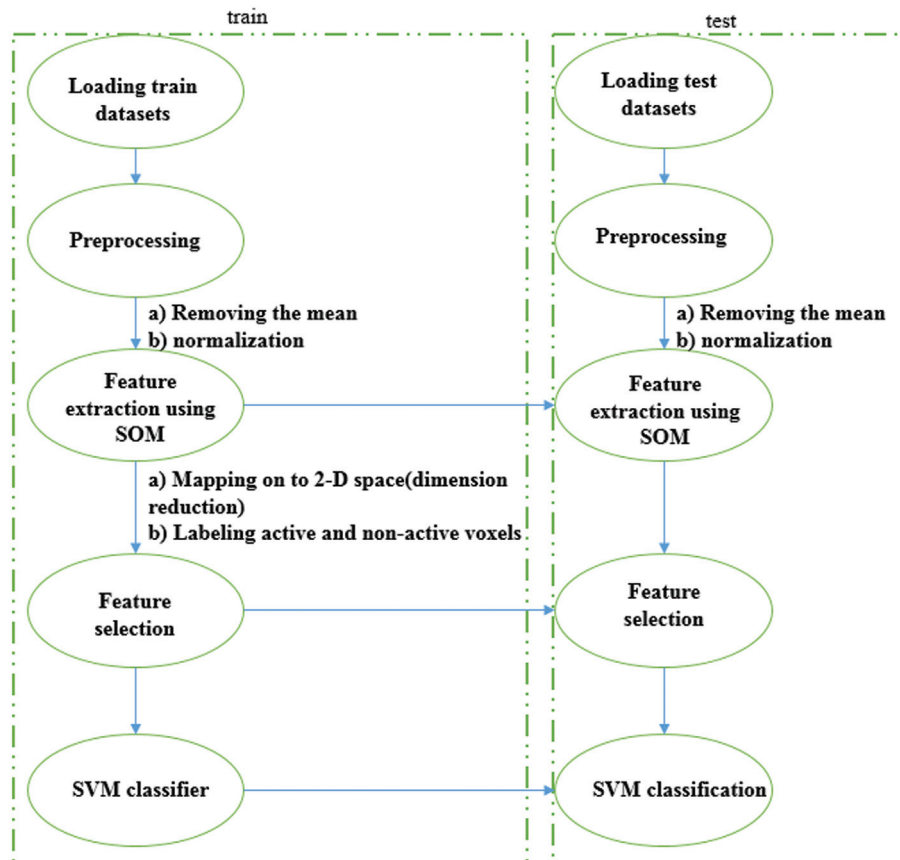 train
Loading train
datasets
Preprocessing
a) Removing the mean
b) normalization
Feature
extraction using
SOM
a) Mapping on to 2-D space(dimension
reduction)
b) Labeling active and non-active voxels
Feature
selection
SVM classifier
test
Loading test
datasets
Preprocessing
a) Removing the mean
b) normalization
Feature
extraction using
SOM
Feature
selection
SVM classification